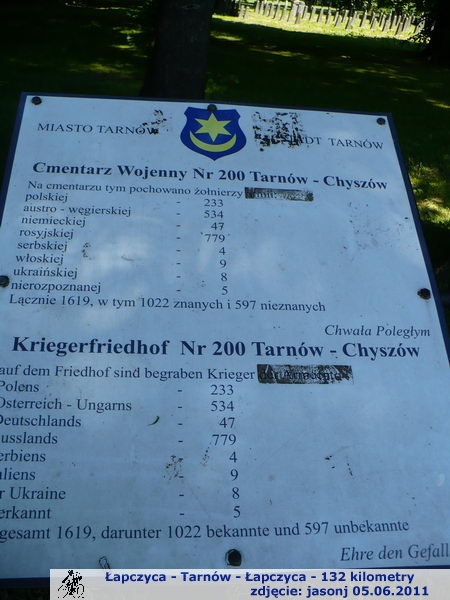 MIASTO TARNÓW
TARNÓW
Cmentarz Wojenny Nr 200 Tarnów - Chyszów
Na cmentarzu tym pochowano żołnierzy
polskiej - 233
austro - węgierskiej - 534
niemieckiej - 47
rosyjskiej - 779
serbskiej - 4
włoskiej - 9
ukraińskiej - 8
nierozpoznanej - 5
Łącznie 1619, w tym 1022 znanych i 597 nieznanych
Chwała Poległym
Kriegerfriedhof Nr 200 Tarnów - Chyszów
auf dem Friedhof sind begraben Krieger
Polens - 233
Österreich - Ungarns - 534
Deutschlands - 47
usslands - 779
erbiens - 4
aliens - 9
r Ukraine - 8
erkannt - 5
gesamt 1619, darunter 1022 bekannte und 597 unbekannte
Ehre den Gefall
Łapczyca - Tarnów - Łapczyca - 132 kilometry
zdjęcie: jasonj 05.06.2011